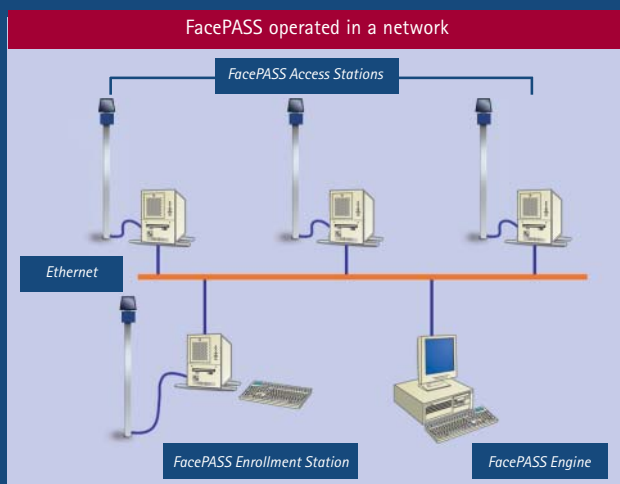 FacePASS operated in a network
FacePASS Access Stations
Ethernet
FacePASS Enrollment Station
FacePASS Engine